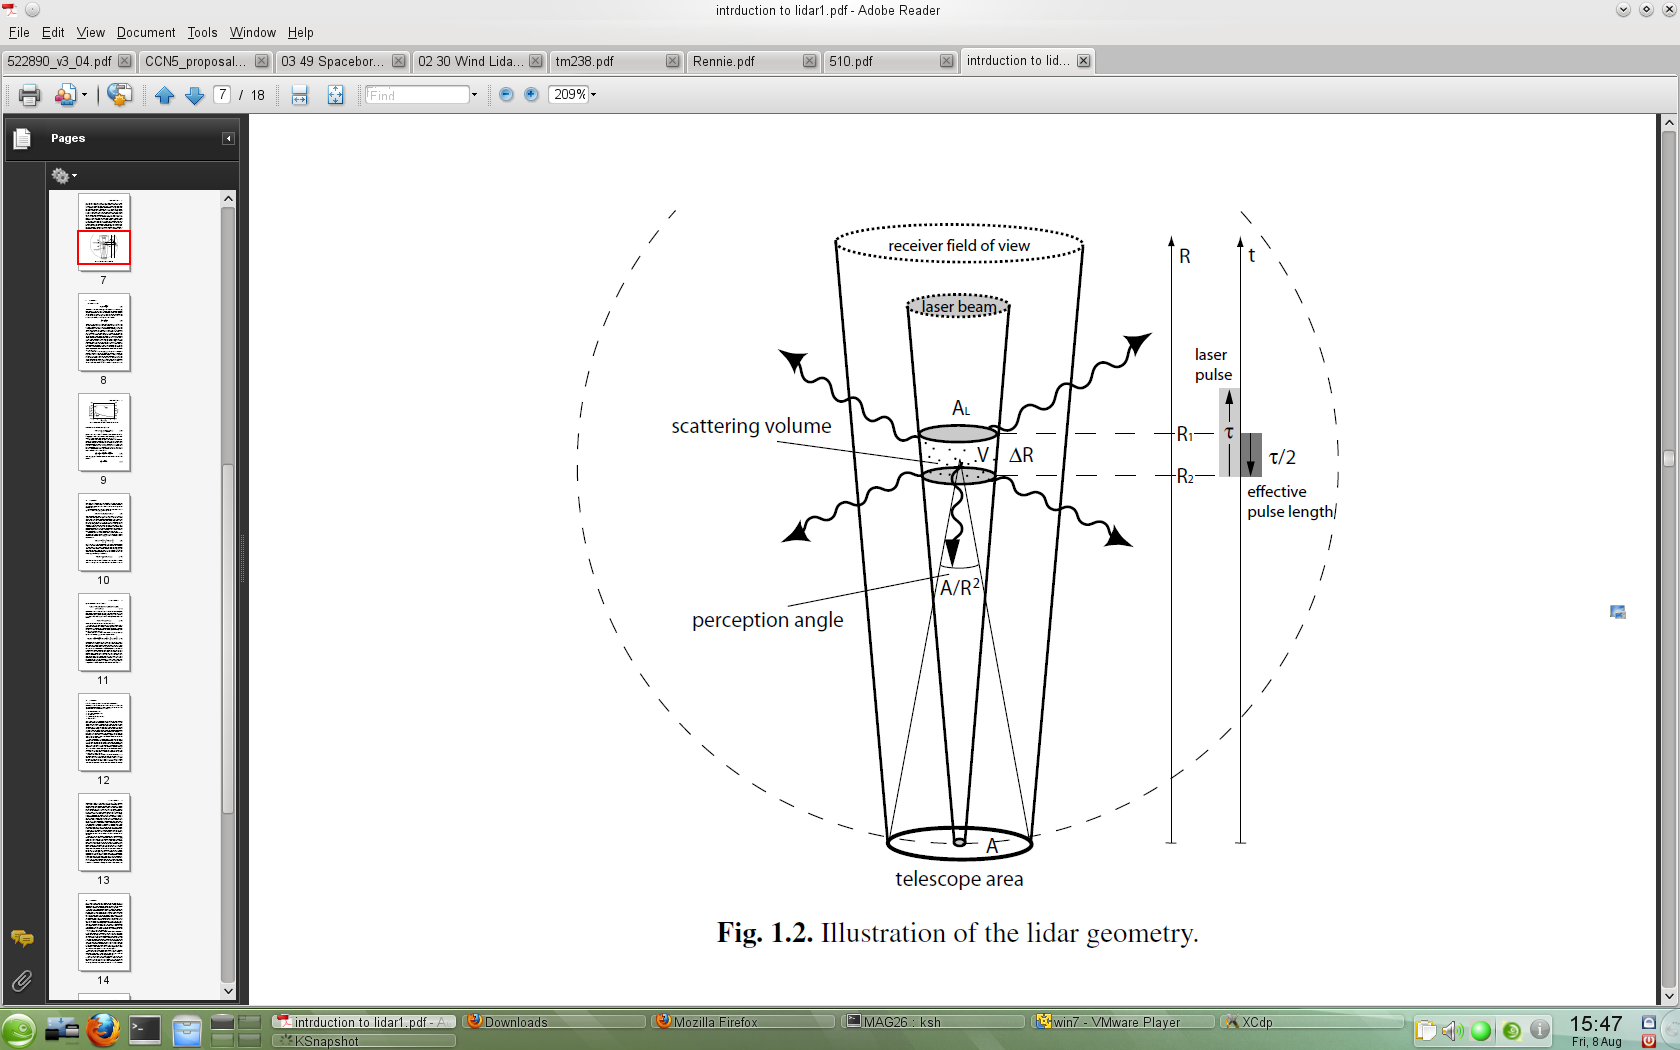 intrduction to lidar1.pdf - Adobe Reader
File Edit View Document Tools Window Help
522890_v3_04.pdf
CCN5_proposal...
03 49 Spacebor...
02 30 Wind Lida...
tm238.pdf
Rennie.pdf
510.pdf
intrduction to lid...
7 / 18
Find
209%
Pages
7
8
9
10
11
12
13
14
receiver field of view
laser beam
R
t
laser
pulse
AL
scattering volume
V
ΔR
R1
R2
τ
τ/2
effective
pulse length
A/R²
perception angle
A
telescope area
Fig. 1.2. Illustration of the lidar geometry.
intrduction to lidar1.pdf - A
Downloads
Mozilla Firefox
MAG26 : ksh
win7 - VMware Player
XCdp
KSnapshot
15:47
Fri, 8 Aug